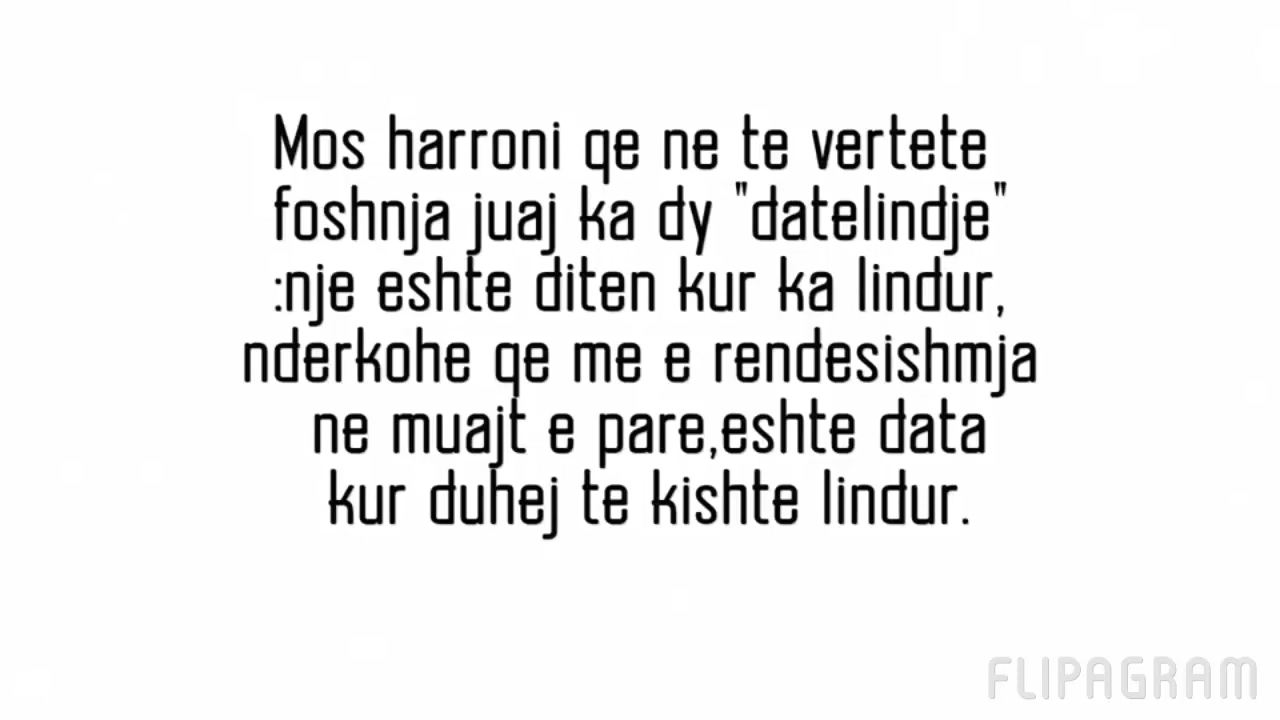 Mos harroni qe ne te vertete
foshnja juaj ka dy "datelindje"
:nje eshte diten kur ka lindur,
nderkohe qe me e rendesishmja
ne muajt e pare,eshte data
kur duhej te kishte lindur.
FLIPAGRAM